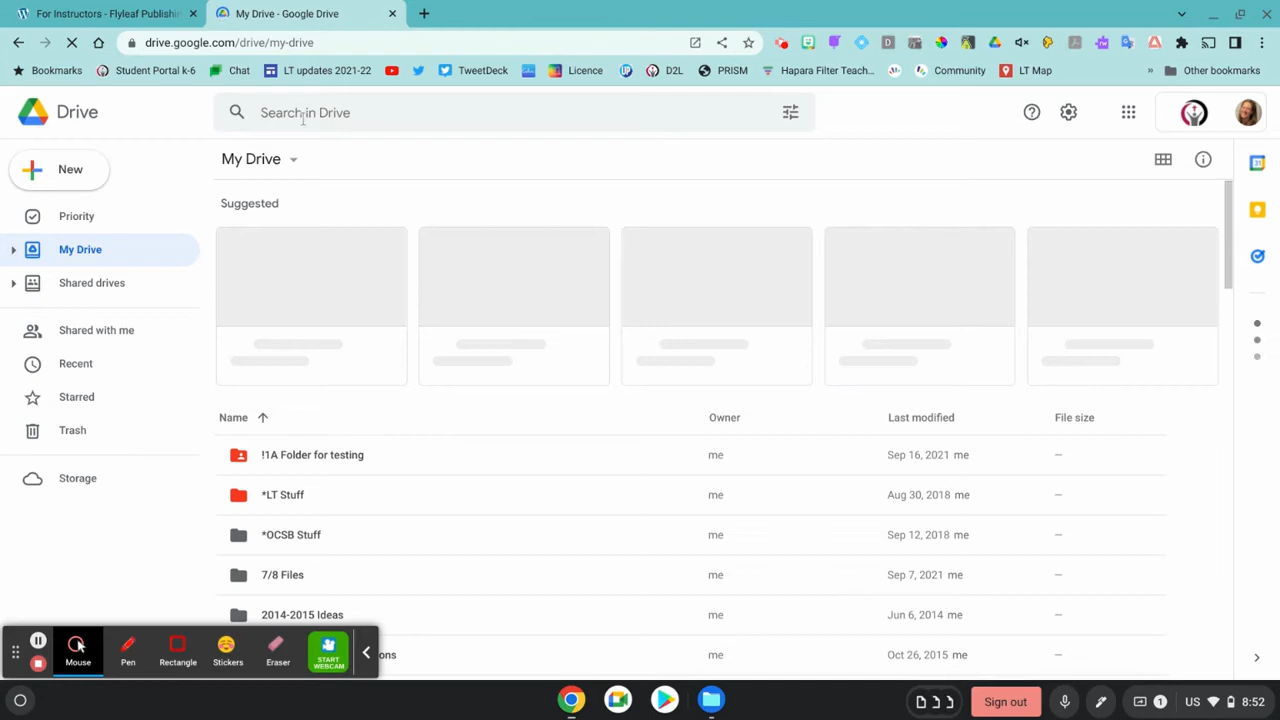 For Instructors - Flyleaf Publishin
My Drive - Google Drive
drive.google.com/drive/my-drive
Bookmarks
Student Portal k-6
Chat
LT updates 2021-22
TweetDeck
Licence
D2L
PRISM
Hapara Filter Teach...
Community
LT Map
»
Other bookmarks
Drive
Search in Drive
New
My Drive
Priority
My Drive
Shared drives
Shared with me
Recent
Starred
Trash
Storage
Suggested
Name Owner Last modified File size
!1A Folder for testing me Sep 16, 2021 me —
*LT Stuff me Aug 30, 2018 me —
*OCSB Stuff me Sep 12, 2018 me —
7/8 Files me Sep 7, 2021 me —
2014-2015 Ideas me Jun 6, 2014 me —
ons me Oct 26, 2015 me —
Mouse
Pen
Rectangle
Stickers
Eraser
START
WEBCAM
Sign out
1
US
8:52